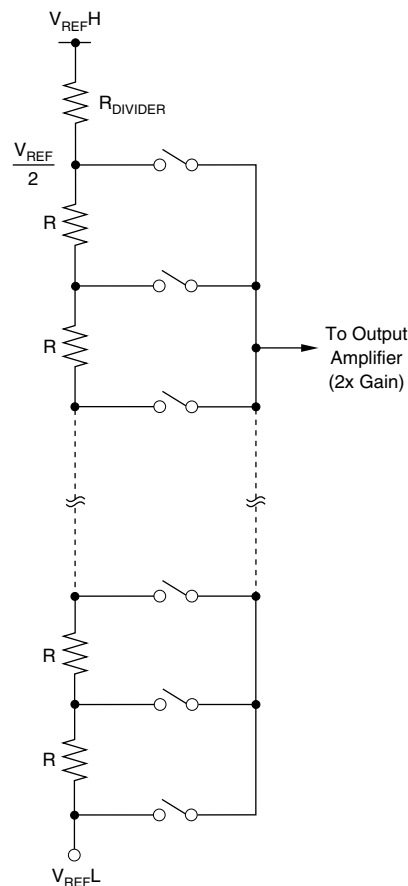 V_REFH
R_DIVIDER
V_REF
2
R
R
To Output
Amplifier
(2x Gain)
R
R
V_REFL